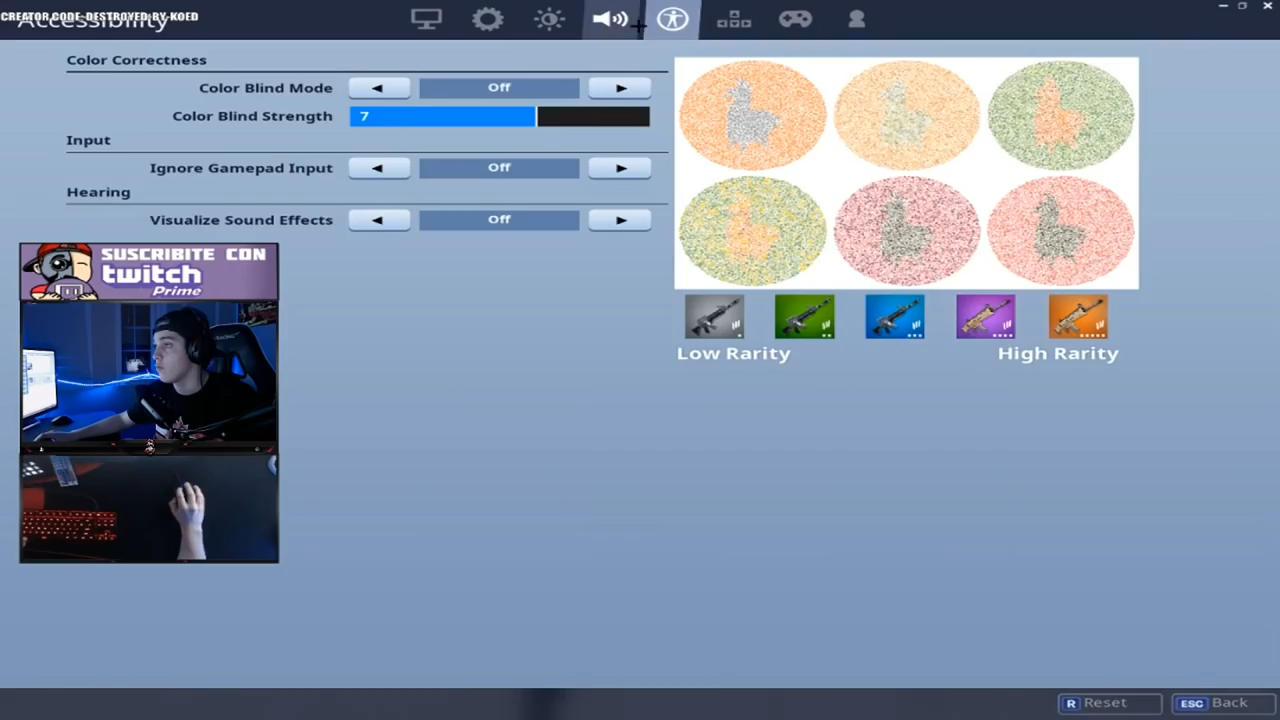 CREATOR CODE: DESTROYED BY KOED
Accessibility
Color Correctness
Color Blind Mode
Off
Color Blind Strength
7
Input
Ignore Gamepad Input
Off
Hearing
Visualize Sound Effects
Off
SUSCRIBITE CON
twitch
Prime
Low Rarity
High Rarity
R Reset
ESC Back